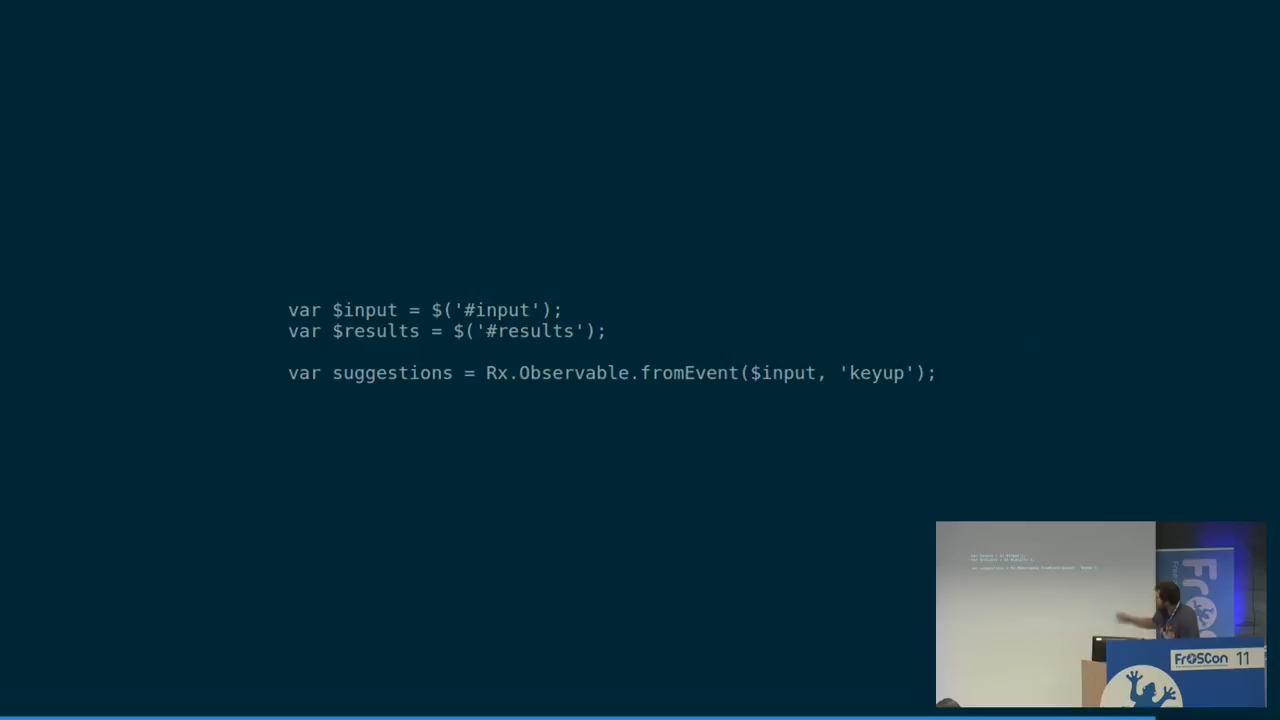 var $input = $('#input');
var $results = $('#results');
var suggestions = Rx.Observable.fromEvent($input, 'keyup');
FrOSCon 11